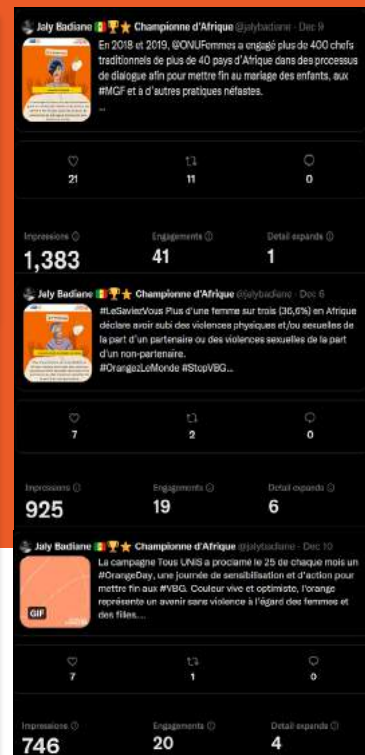 Jaly Badiane 🇸🇳🏆⭐ Championne d'Afrique @jalybadiane · Dec 9
En 2018 et 2019, @ONUFemmes a engagé plus de 400 chefs
traditionnels de plus de 40 pays d'Afrique dans des processus
de dialogue afin pour mettre fin au mariage des enfants, aux
#MGF et à d'autres pratiques néfastes.
...
21 11 0
Impressions Engagements Detail expands
1,383 41 1
Jaly Badiane 🇸🇳🏆⭐ Championne d'Afrique @jalybadiane · Dec 6
#LeSavierVous Plus d'une femme sur trois (36,6%) en Afrique
déclare avoir subi des violences physiques et/ou sexuelles de
la part d'un partenaire ou des violences sexuelles de la part
d'un non-partenaire.
#OrangezLeMonde #StopVBG...
7 2 0
Impressions Engagements Detail expands
925 19 6
Jaly Badiane 🇸🇳🏆⭐ Championne d'Afrique @jalybadiane · Dec 10
La campagne Tous UNiS a proclamé le 25 de chaque mois un
#OrangeDay, une journée de sensibilisation et d'action pour
mettre fin aux #VBG. Couleur vive et optimiste, l'orange
représente un avenir sans violence à l'égard des femmes et
des filles....
GIF
7 1 0
Impressions Engagements Detail expands
746 20 4